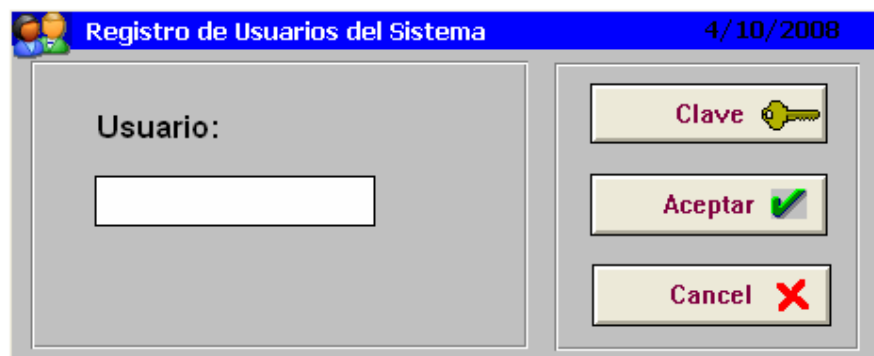 Registro de Usuarios del Sistema 4/10/2008
Usuario:
Clave
Aceptar
Cancel